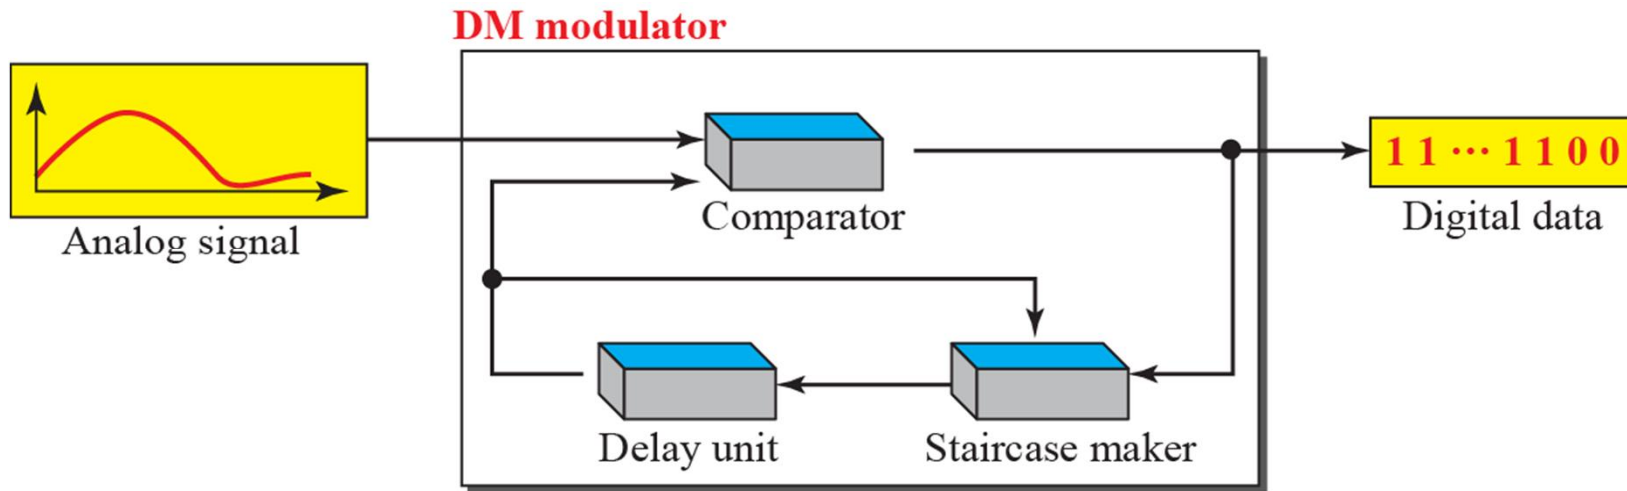 DM modulator
Analog signal
Comparator
1 1 ··· 1 1 0 0
Digital data
Delay unit
Staircase maker